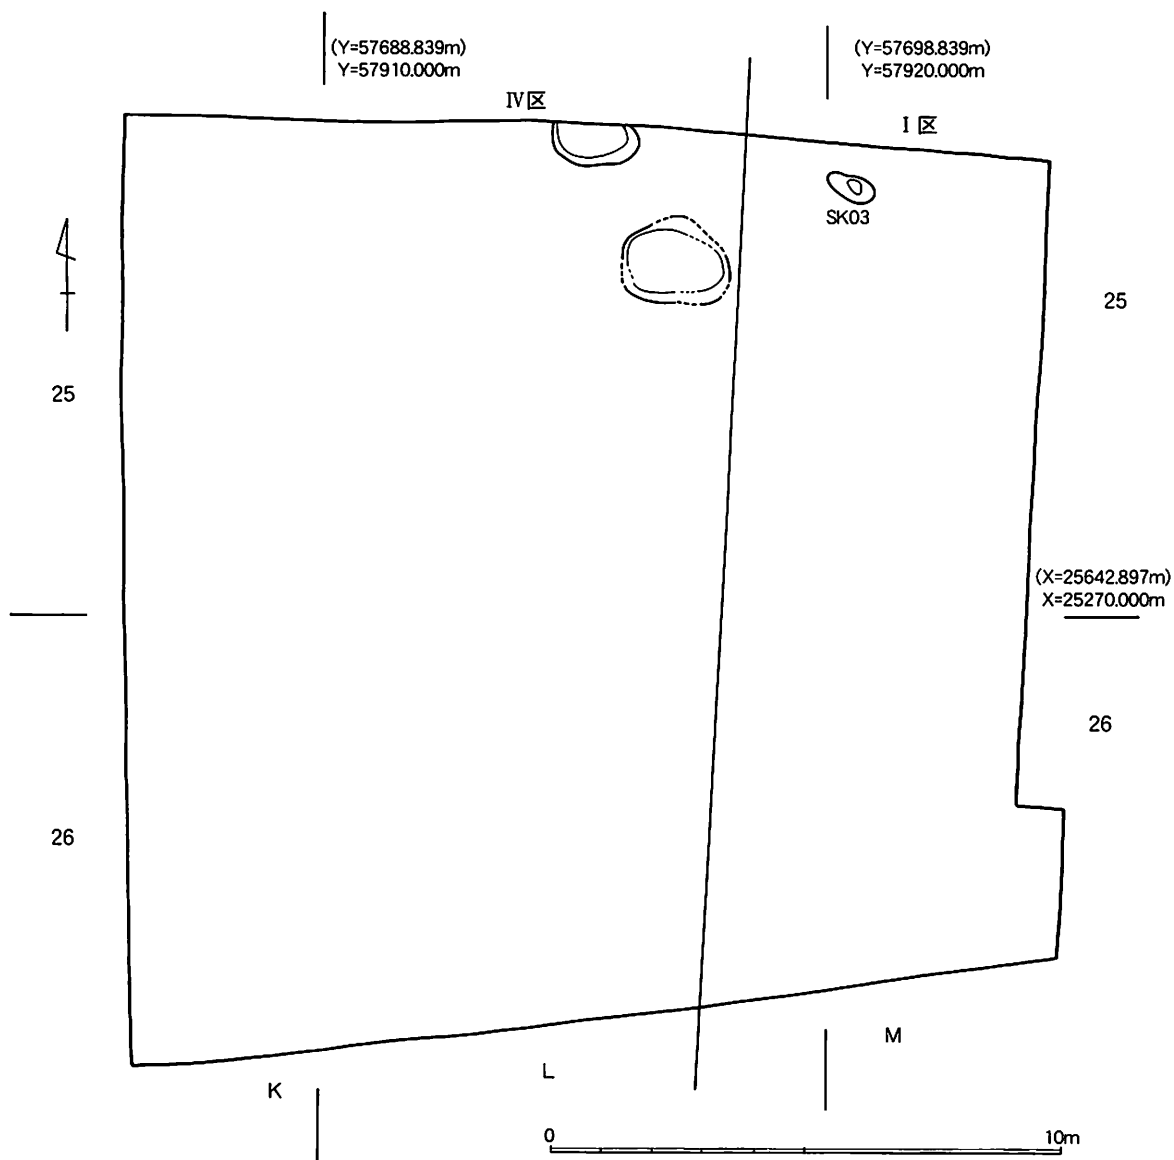 (Y=57688.839m)
Y=57910.000m
(Y=57698.839m)
Y=57920.000m
Ⅳ区
Ⅰ区
SK03
25
25
(X=25642.897m)
X=25270.000m
26
26
M
L
K
0
10m